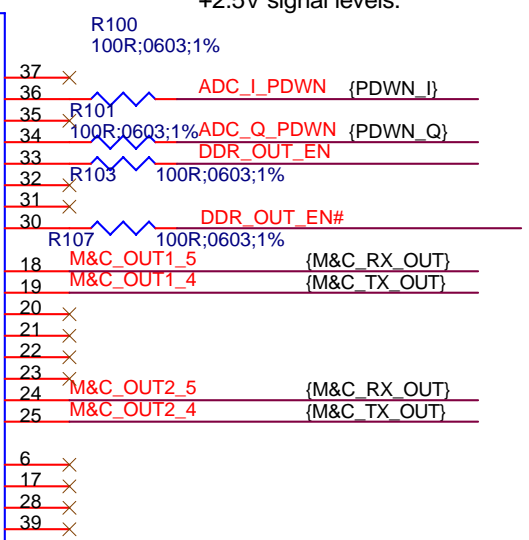 +2.5V signal levels.
R100
100R;0603;1%
37
36 ADC_I_PDWN {PDWN_I}
35 R101
34 100R;0603;1% ADC_Q_PDWN {PDWN_Q}
33 DDR_OUT_EN
32 R103 100R;0603;1%
31
30 DDR_OUT_EN#
R107 100R;0603;1%
18 M&C_OUT1_5 {M&C_RX_OUT}
19 M&C_OUT1_4 {M&C_TX_OUT}
20
21
22
23
24 M&C_OUT2_5 {M&C_RX_OUT}
25 M&C_OUT2_4 {M&C_TX_OUT}
6
17
28
39